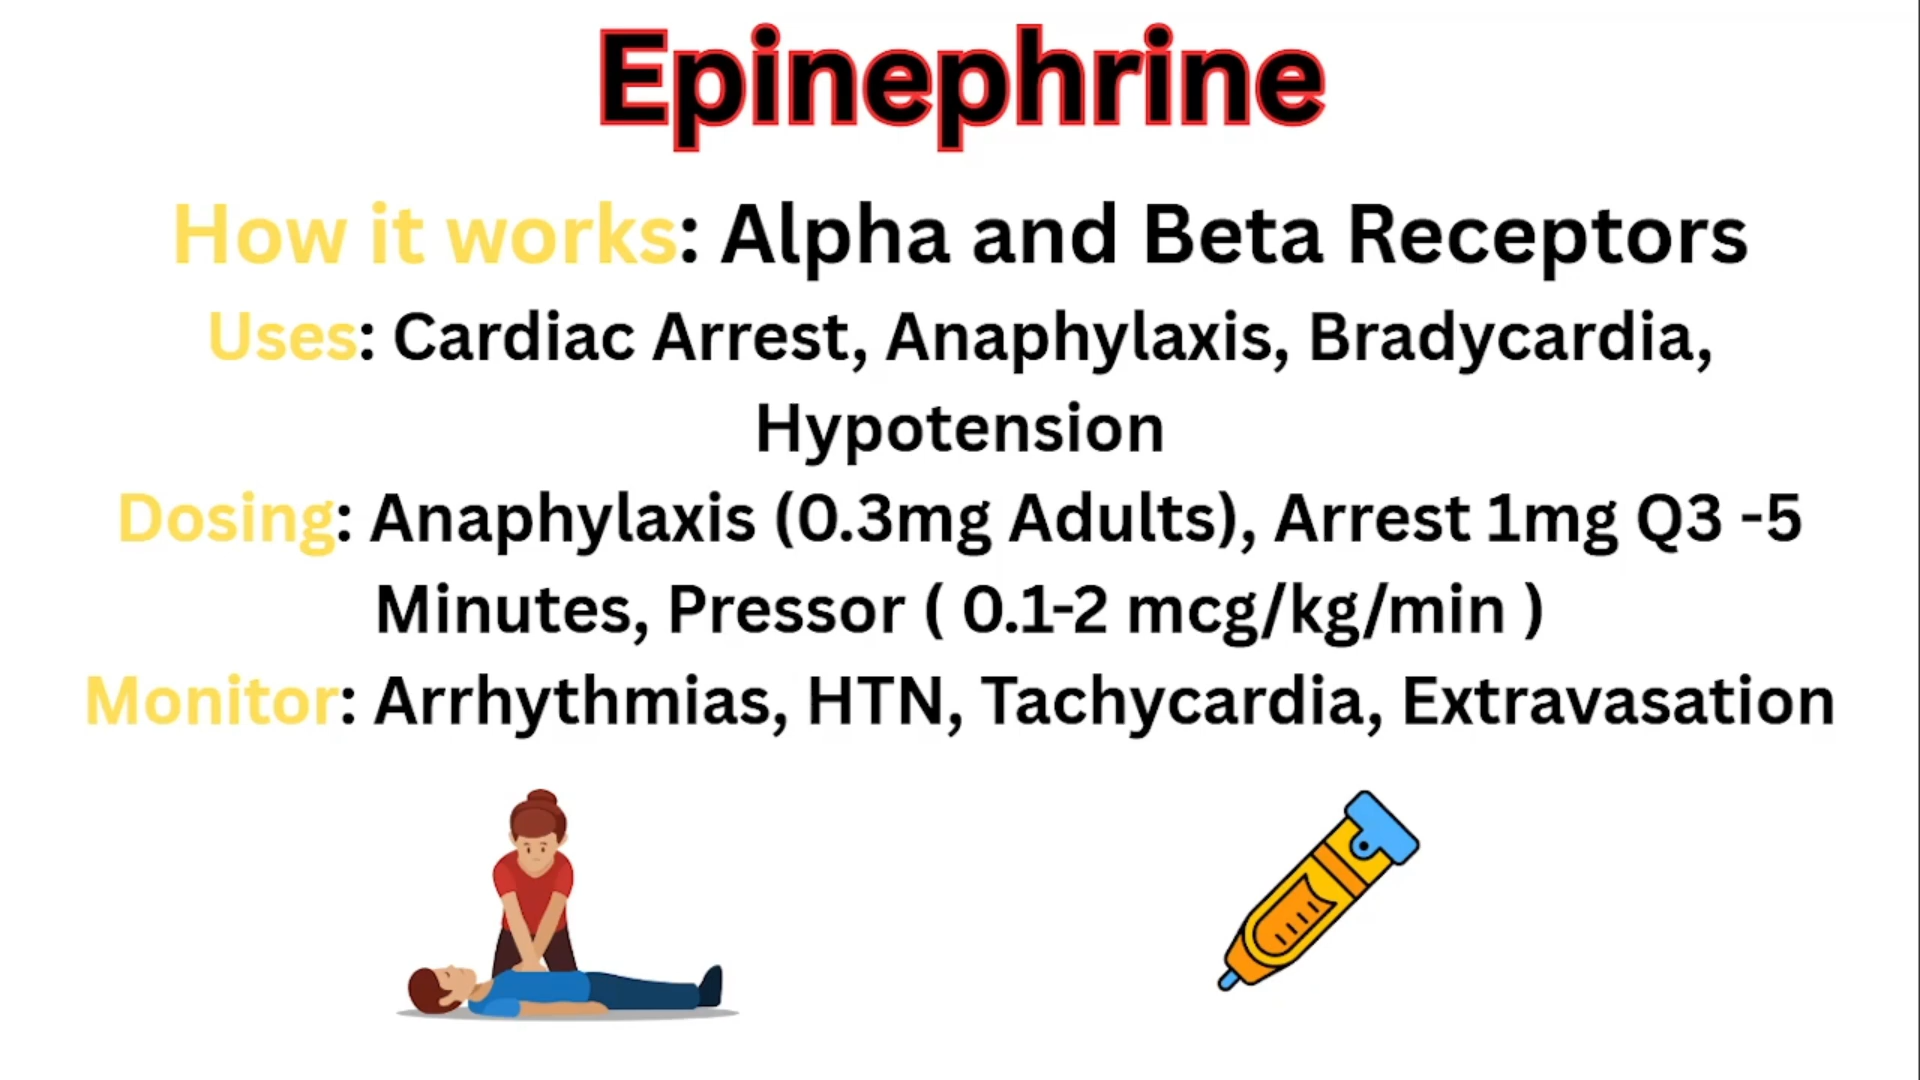 Epinephrine
How it works: Alpha and Beta Receptors
Uses: Cardiac Arrest, Anaphylaxis, Bradycardia,
Hypotension
Dosing: Anaphylaxis (0.3mg Adults), Arrest 1mg Q3 -5
Minutes, Pressor ( 0.1-2 mcg/kg/min )
Monitor: Arrhythmias, HTN, Tachycardia, Extravasation